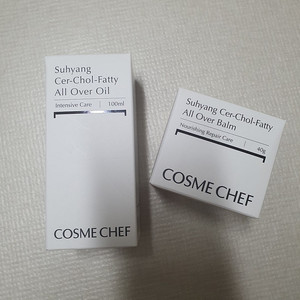 Suhyang
Cer-Chol-Fatty
All Over Oil
Intensive Care | 100ml
COSME CHEF
Suhyang Cer-Chol-Fatty
All Over Balm
Nourishing Repair Care | 40g
COSME CHEF